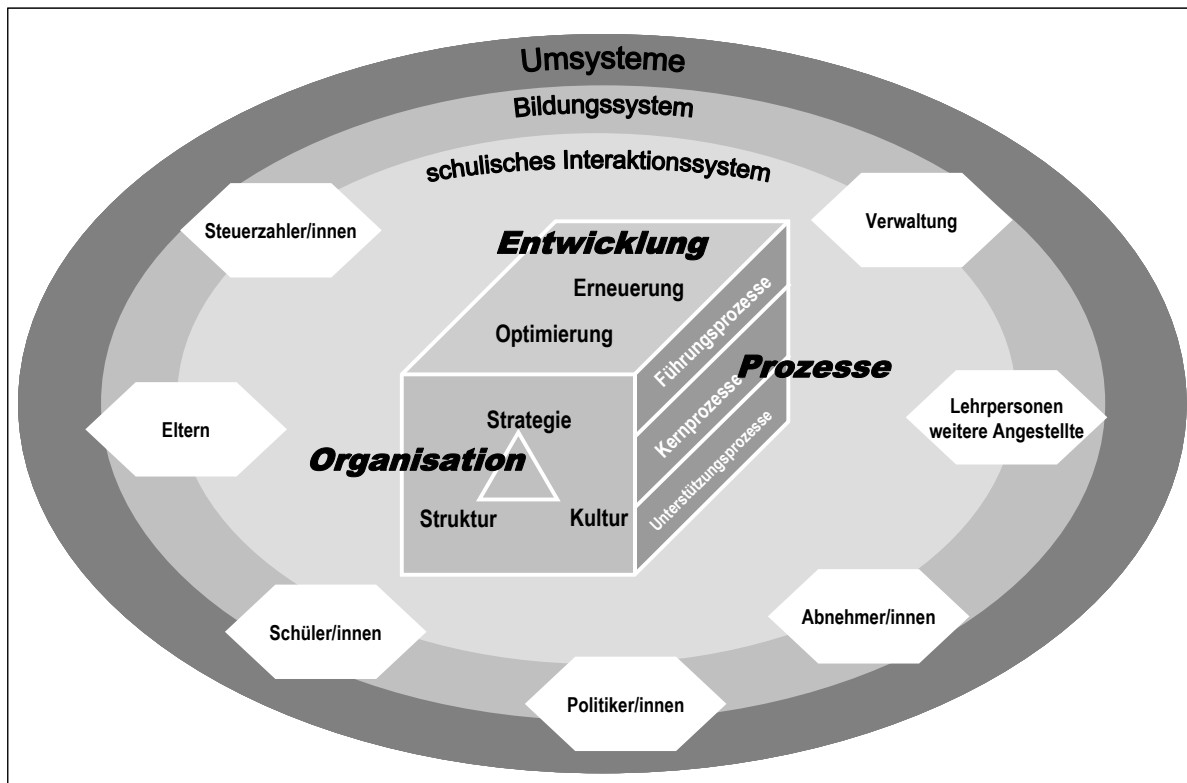 Umsysteme
Bildungssystem
schulisches Interaktionssystem
Steuerzahler/innen
Verwaltung
Entwicklung
Erneuerung
Optimierung
Führungsprozesse
Prozesse
Kernprozesse
Unterstützungsprozesse
Strategie
Organisation
Struktur
Kultur
Eltern
Lehrpersonen
weitere Angestellte
Schüler/innen
Abnehmer/innen
Politiker/innen